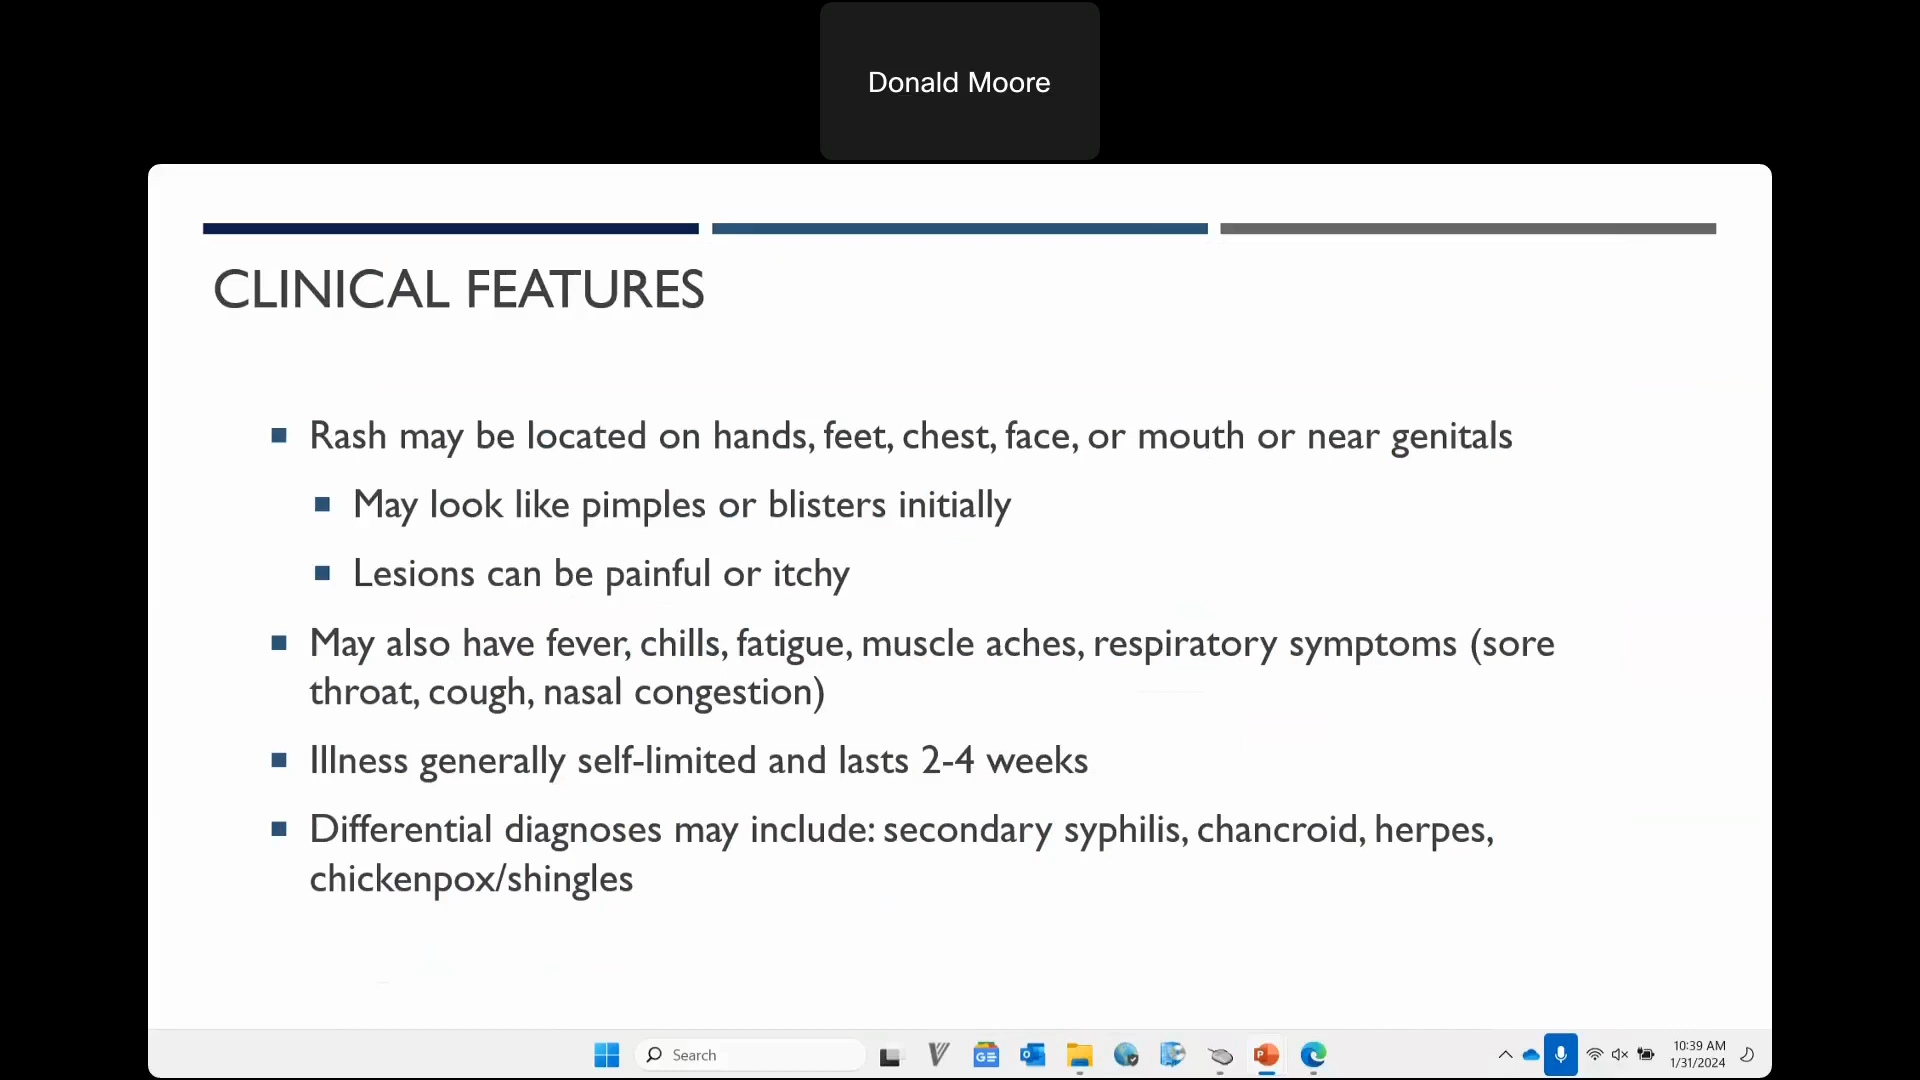 Donald Moore
CLINICAL FEATURES
Rash may be located on hands, feet, chest, face, or mouth or near genitals
May look like pimples or blisters initially
Lesions can be painful or itchy
May also have fever, chills, fatigue, muscle aches, respiratory symptoms (sore
throat, cough, nasal congestion)
Illness generally self-limited and lasts 2-4 weeks
Differential diagnoses may include: secondary syphilis, chancroid, herpes,
chickenpox/shingles
Search
10:39 AM
1/31/2024